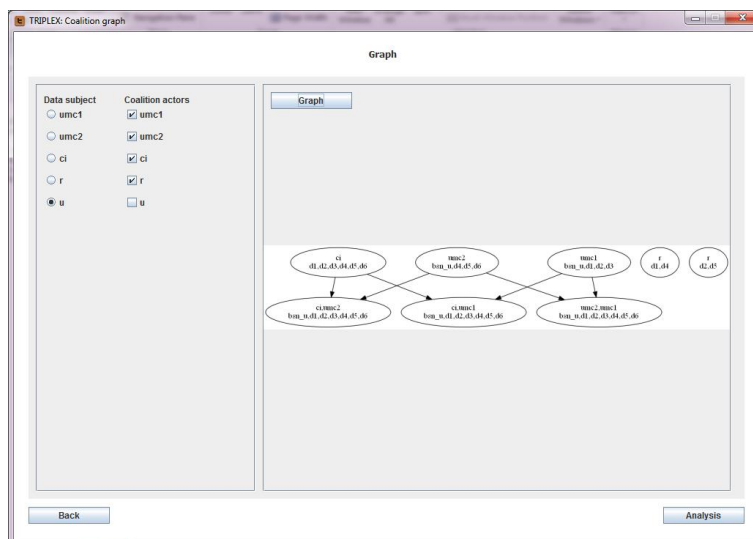 TRIPLEX: Coalition graph
Graph
Data subject Coalition actors
umc1 umc1
umc2 umc2
ci ci
r r
u u
Graph
ci
d1,d2,d3,d4,d5,d6
umc2
bsn_u,d4,d5,d6
umc1
bsn_u,d1,d2,d3
r
d1,d4
r
d2,d5
ci,umc2
bsn_u,d1,d2,d3,d4,d5,d6
ci,umc1
bsn_u,d1,d2,d3,d4,d5,d6
umc2,umc1
bsn_u,d1,d2,d3,d4,d5,d6
Back
Analysis